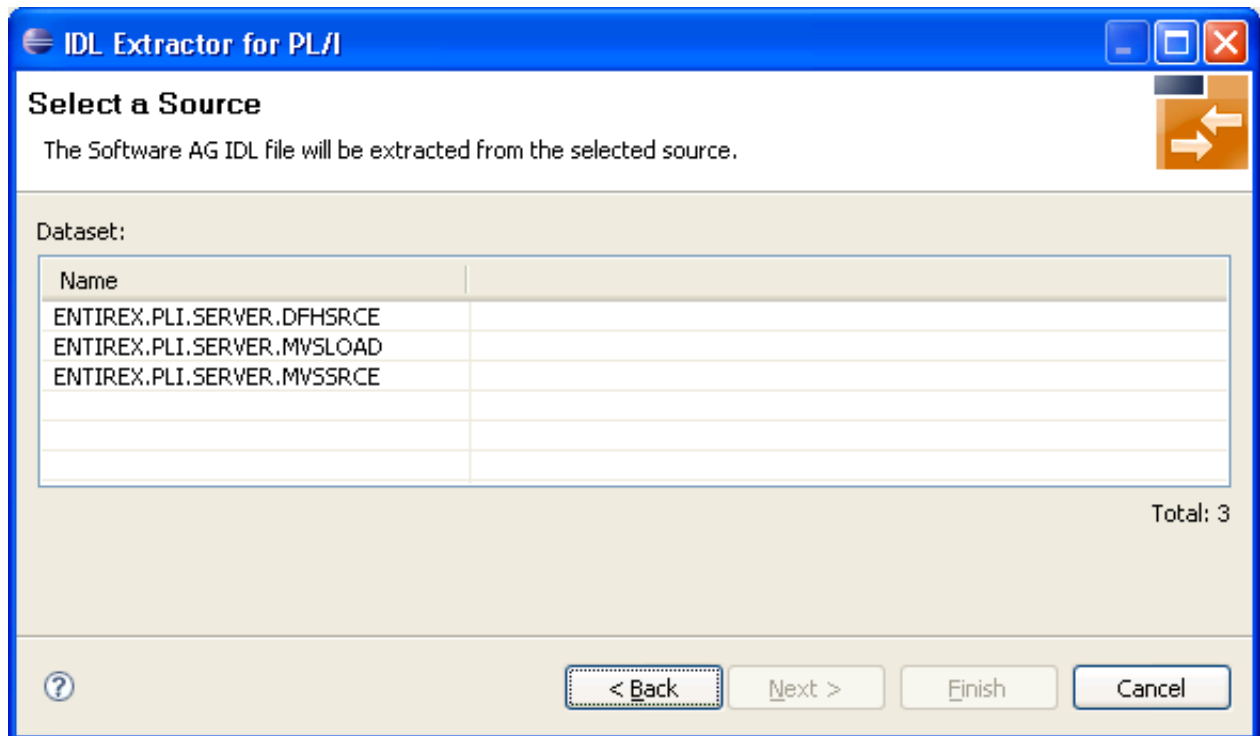 IDL Extractor for PL/I
Select a Source
The Software AG IDL file will be extracted from the selected source.
Dataset:
Name
ENTIREX.PLI.SERVER.DFHSRCE
ENTIREX.PLI.SERVER.MVSLOAD
ENTIREX.PLI.SERVER.MVSSRCE
Total: 3
? < Back Next > Finish Cancel